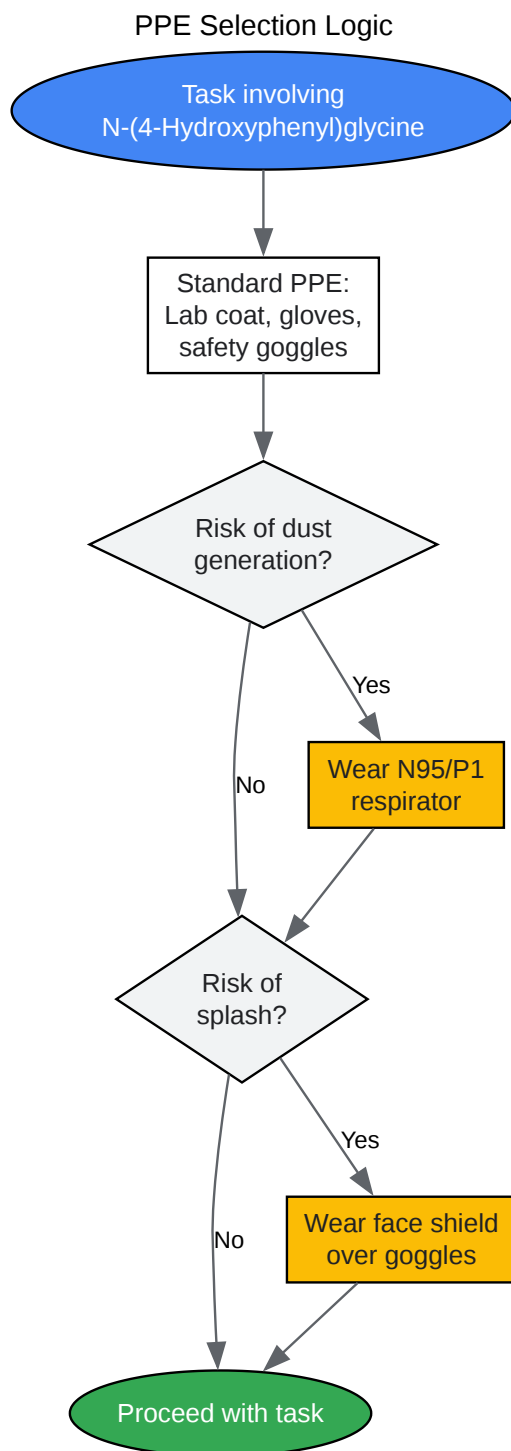 PPE Selection Logic
Task involving
N-(4-Hydroxyphenyl)glycine
Standard PPE:
Lab coat, gloves,
safety goggles
Risk of dust
generation?
Yes
No
Wear N95/P1
respirator
Risk of
splash?
Yes
No
Wear face shield
over goggles
Proceed with task